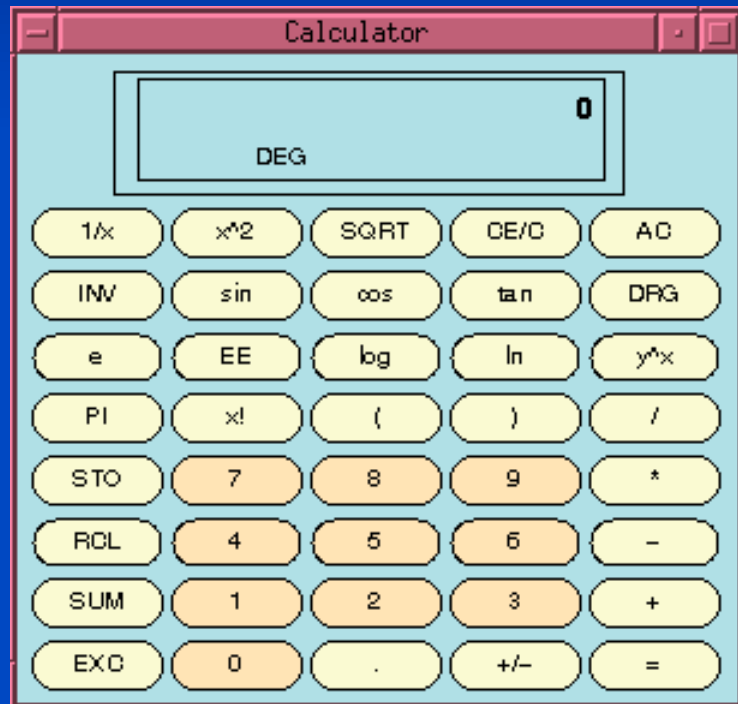 Calculator
0
DEG
1/x x^2 SQRT CE/C AC
INV sin cos tan DRG
e EE log ln y^x
PI x! ( ) /
STO 7 8 9 *
RCL 4 5 6 -
SUM 1 2 3 +
EXC 0 . +/- =